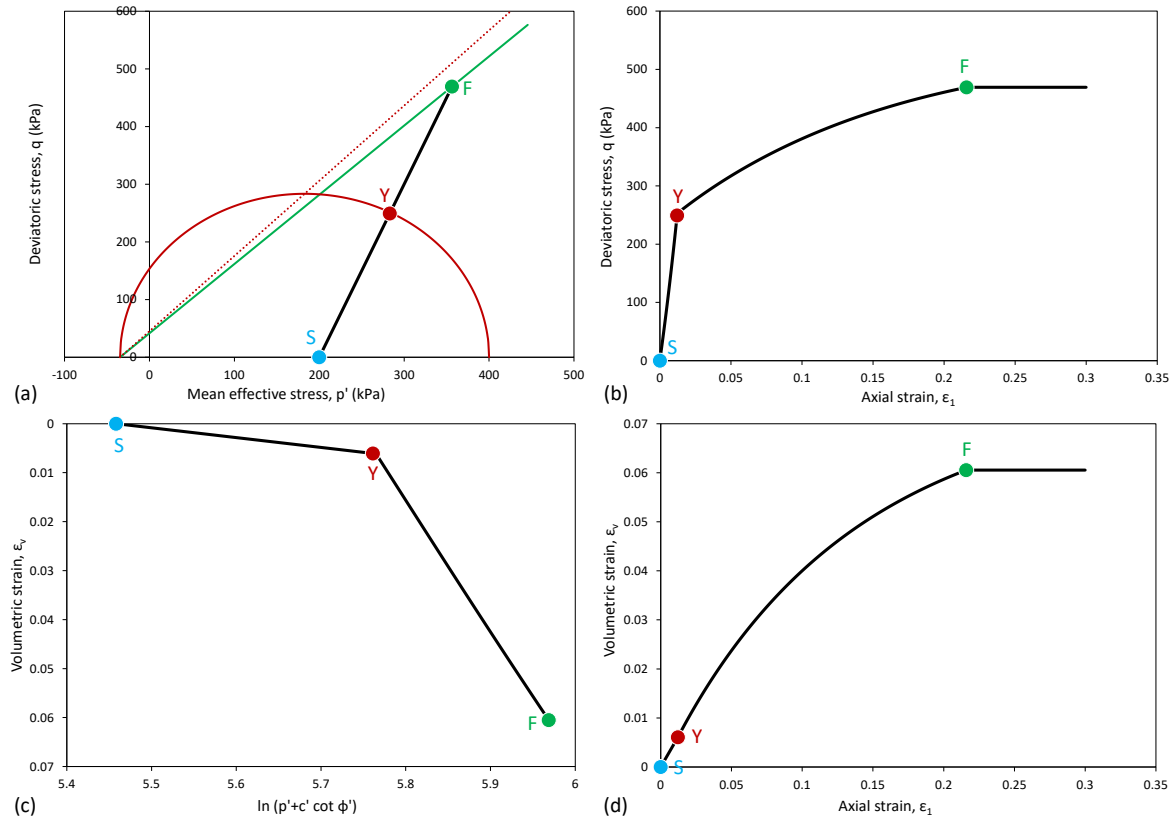 600
500
400
300
200
100
0
-100 0 100 200 300 400 500
Deviatoric stress, q (kPa)
Mean effective stress, p' (kPa)
S
Y
F
(a)
600
500
400
300
200
100
0
0 0.05 0.1 0.15 0.2 0.25 0.3 0.35
Deviatoric stress, q (kPa)
Axial strain, ε1
S
Y
F
(b)
0
0.01
0.02
0.03
0.04
0.05
0.06
0.07
5.4 5.5 5.6 5.7 5.8 5.9 6
Volumetric strain, εv
ln (p'+c' cot ϕ')
S
Y
F
(c)
0.07
0.06
0.05
0.04
0.03
0.02
0.01
0
0 0.05 0.1 0.15 0.2 0.25 0.3 0.35
Volumetric strain, εv
Axial strain, ε1
S
Y
F
(d)